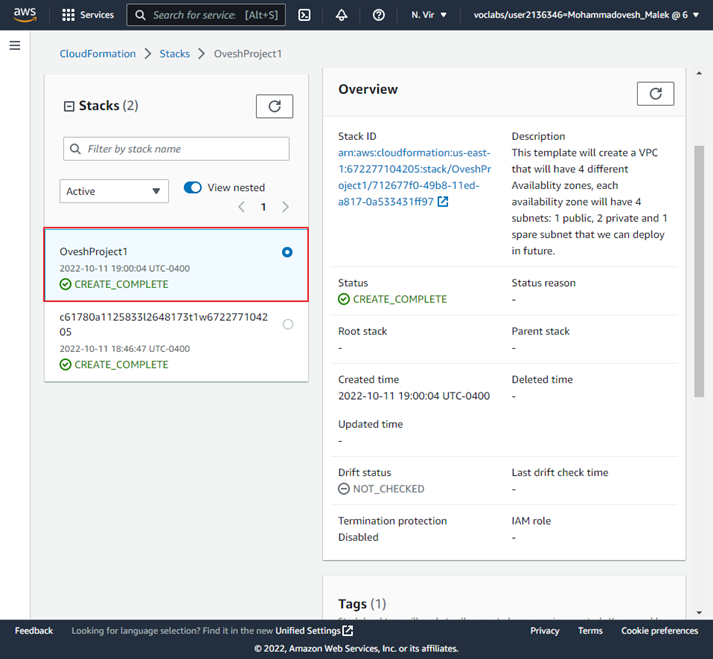 aws
Services
Search for service: [Alt+S]
N. Vir
voclabs/user2136346=Mohammadovesh_Malek @ 6
CloudFormation
Stacks
OveshProject1
Stacks (2)
Filter by stack name
Active
View nested
1
OveshProject1
2022-10-11 19:00:04 UTC-0400
CREATE_COMPLETE
c61780a1125833l2648173t1w6722771042
05
2022-10-11 18:46:47 UTC-0400
CREATE_COMPLETE
Overview
Stack ID
arn:aws:cloudformation:us-east-
1:672277104205:stack/OveshPr
oject1/712677f0-49b8-11ed-
a817-0a533431ff97
Description
This template will create a VPC
that will have 4 different
Availablity zones, each
availability zone will have 4
subnets: 1 public, 2 private and 1
spare subnet that we can deploy
in future.
Status
CREATE_COMPLETE
Status reason
-
Root stack
-
Parent stack
-
Created time
2022-10-11 19:00:04 UTC-0400
Deleted time
-
Updated time
-
Drift status
NOT_CHECKED
Last drift check time
-
Termination protection
Disabled
IAM role
-
Tags (1)
Feedback
Looking for language selection? Find it in the new Unified Settings
Privacy
Terms
Cookie preferences
© 2022, Amazon Web Services, Inc. or its affiliates.